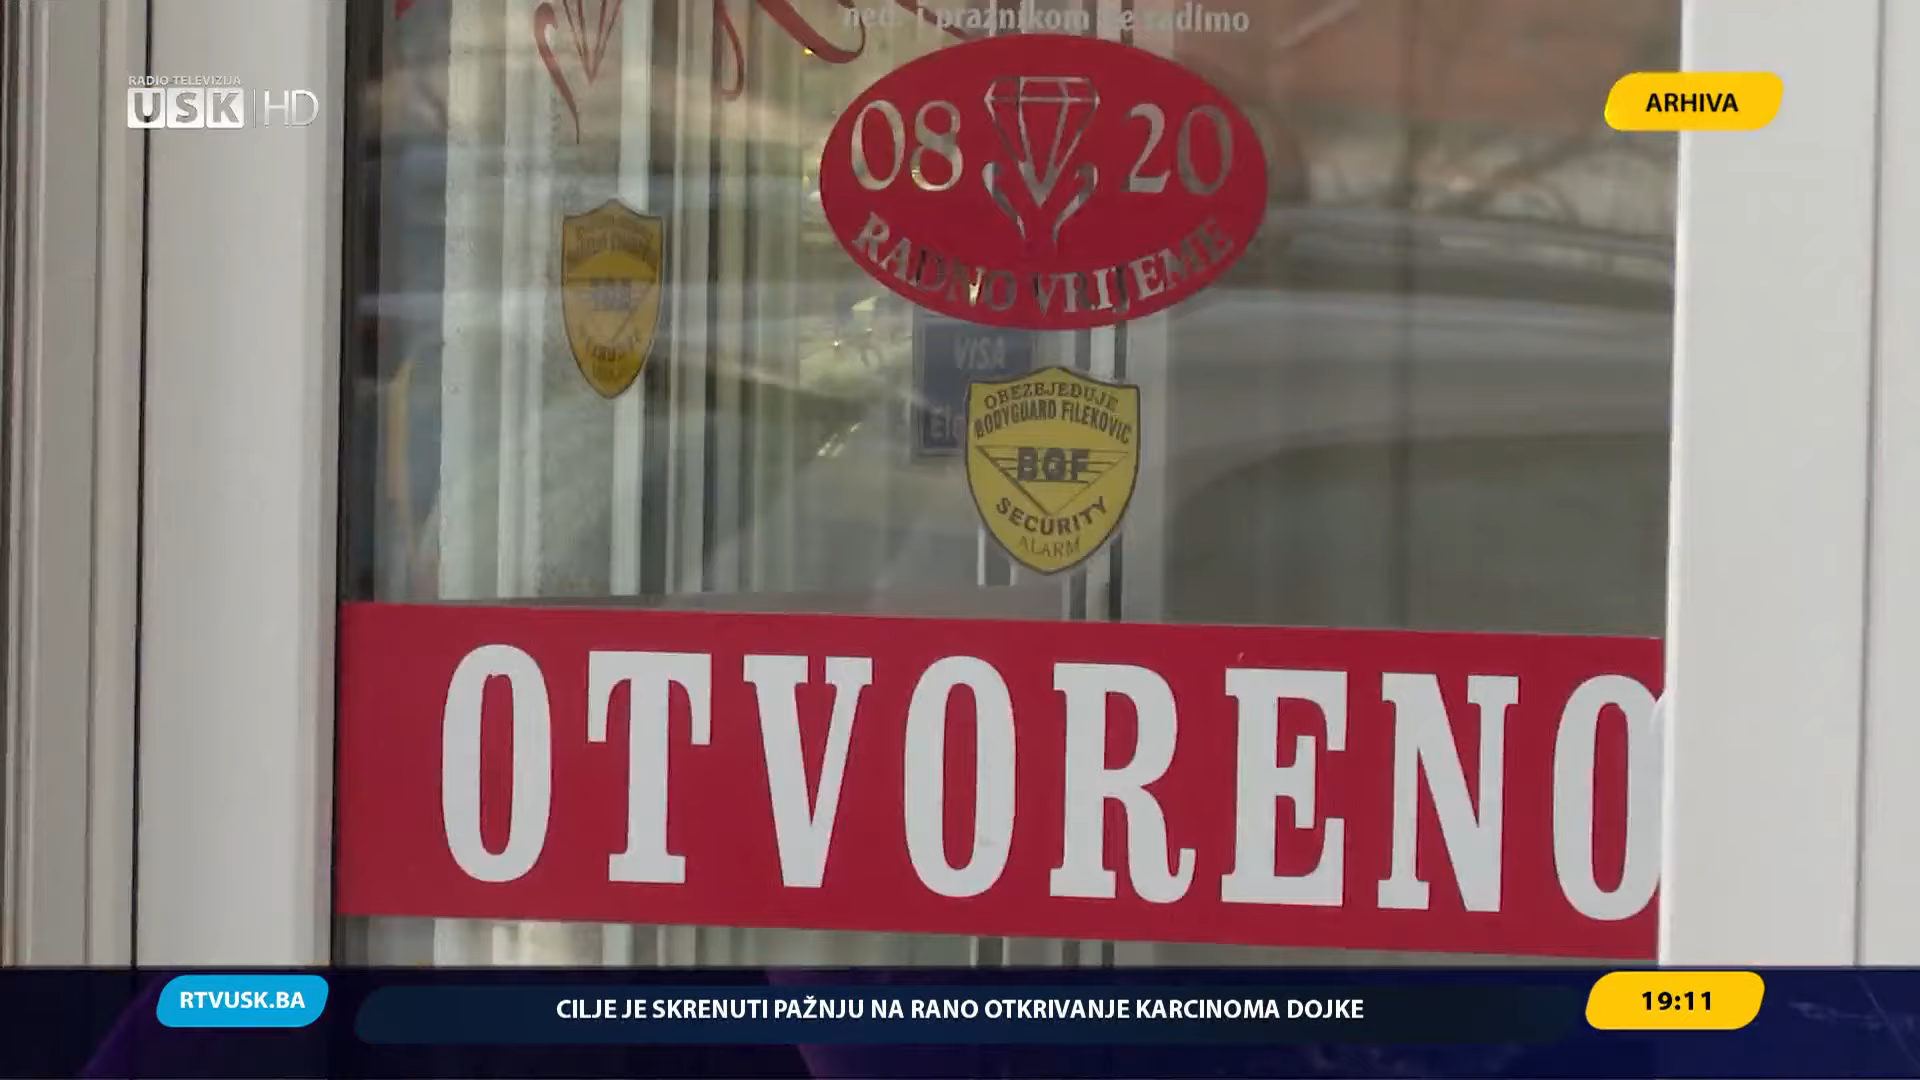 ned. i praznikom ne radimo
RADIO TELEVIZIJA
USK HD
ARHIVA
08 20
RADNO VRIJEME
VISA
OBEZBJEĐUJE
BODYGUARD FILEKOVIĆ
BGF
SECURITY
ALARM
OTVORENO
RTVUSK.BA
CILJE JE SKRENUTI PAŽNJU NA RANO OTKRIVANJE KARCINOMA DOJKE
19:11